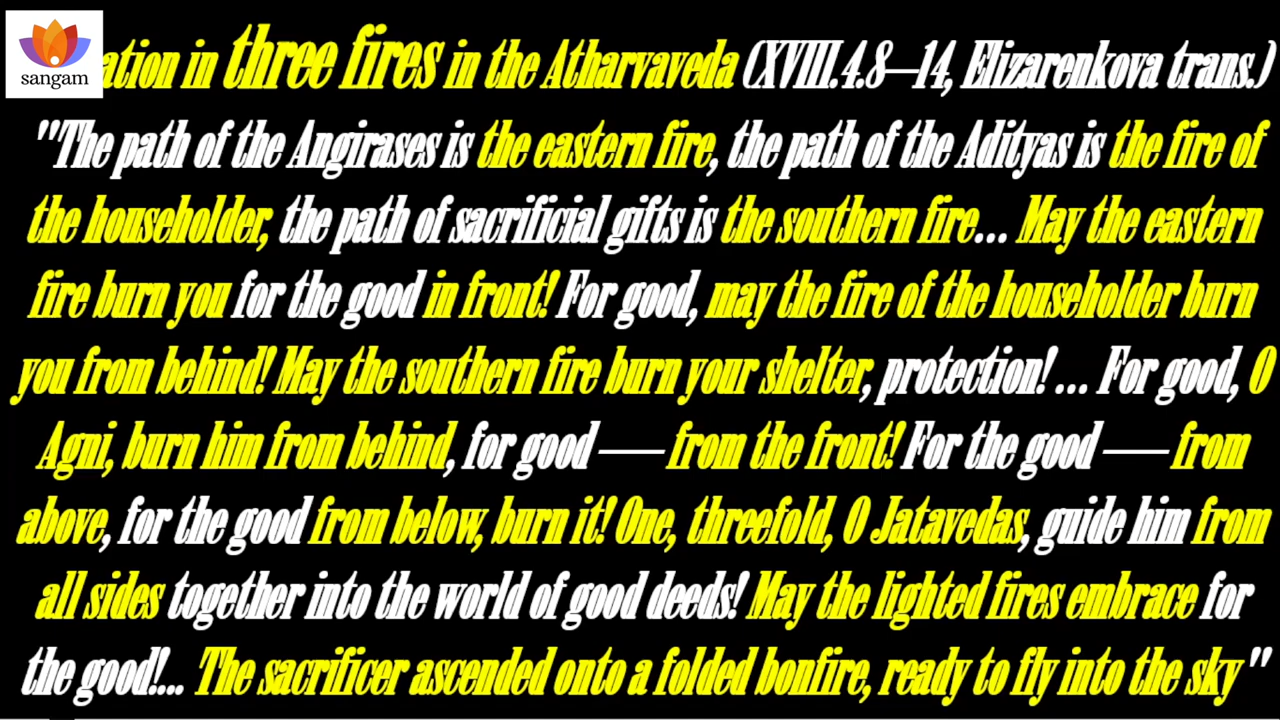 sangam
ation in three fires in the Atharvaveda (XVIII.4.8—14, Elizarenkova trans.)
"The path of the Angirases is the eastern fire, the path of the Adityas is the fire of
the householder, the path of sacrificial gifts is the southern fire... May the eastern
fire burn you for the good in front! For good, may the fire of the householder burn
you from behind! May the southern fire burn your shelter, protection! ... For good, O
Agni, burn him from behind, for good — from the front! For the good — from
above, for the good from below, burn it! One, threefold, O Jatavedas, guide him from
all sides together into the world of good deeds! May the lighted fires embrace for
the good!... The sacrificer ascended onto a folded bonfire, ready to fly into the sky"